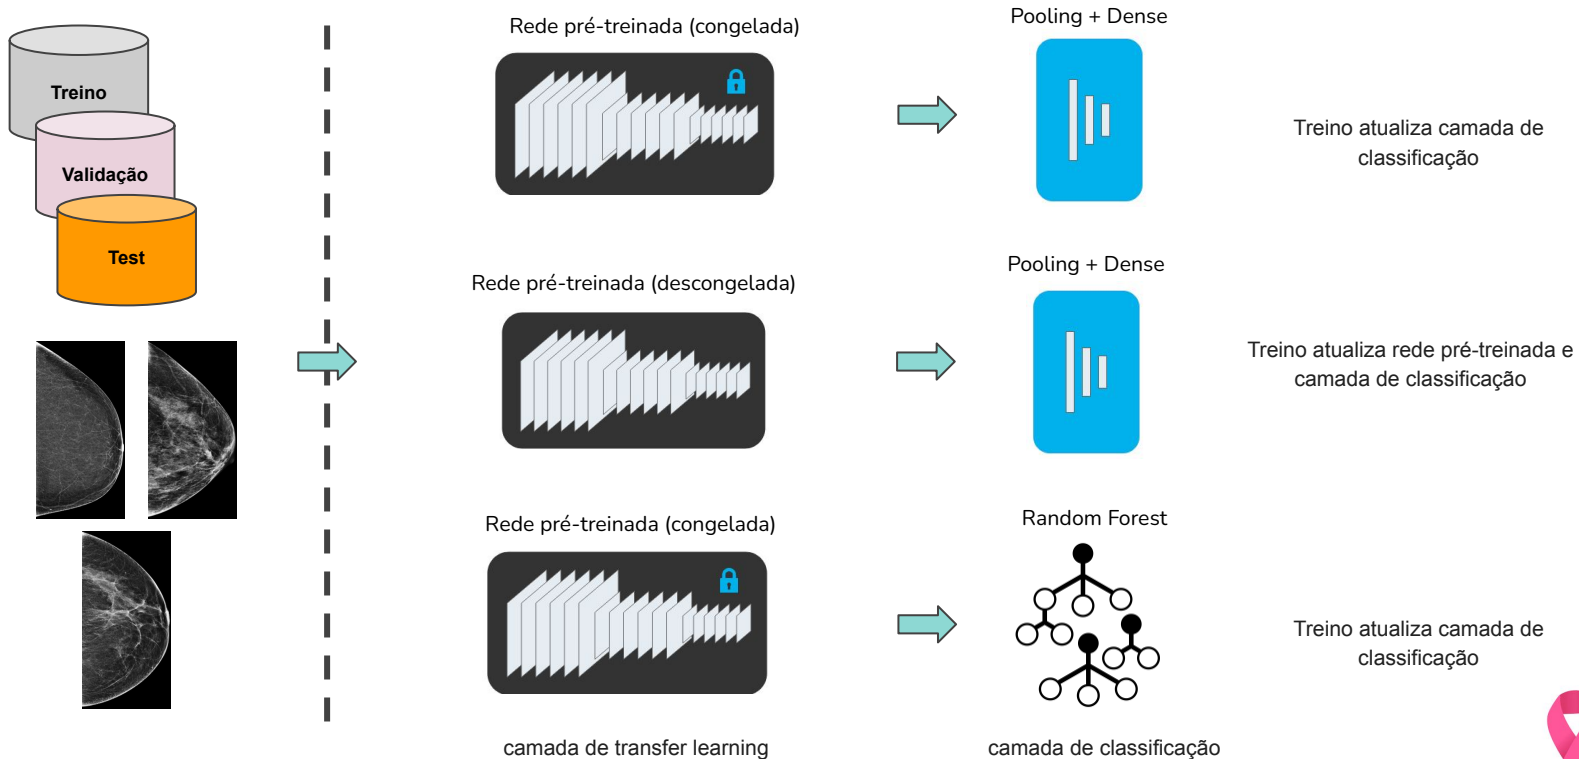 Treino
Validação
Test
Rede pré-treinada (congelada)
Pooling + Dense
Treino atualiza camada de
classificação
Rede pré-treinada (descongelada)
Pooling + Dense
Treino atualiza rede pré-treinada e
camada de classificação
Rede pré-treinada (congelada)
Random Forest
Treino atualiza camada de
classificação
camada de transfer learning
camada de classificação